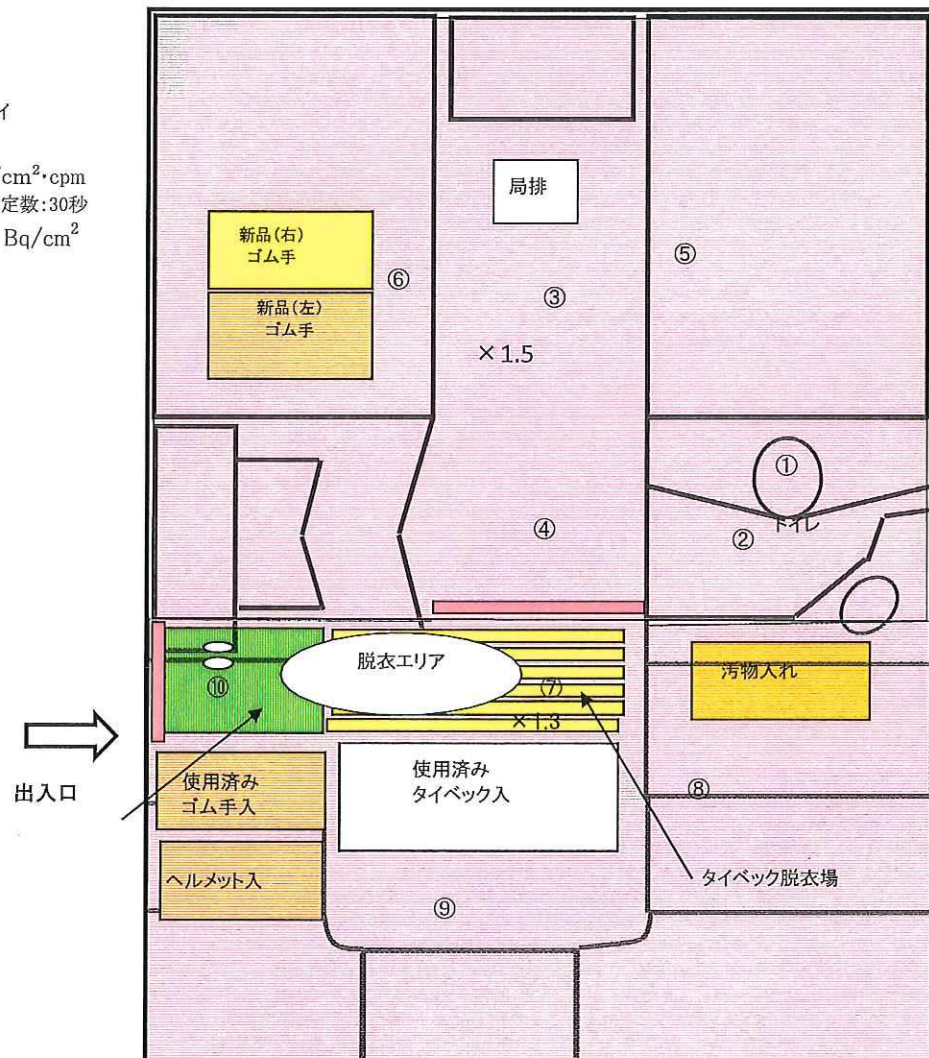 イ
cm²・cpm
定数:30秒
Bq/cm²
局排
新品(右)
ゴム手
⑥
⑤
③
新品(左)
ゴム手
×1.5
①
④
②
トイレ
脱衣エリア
⑩
⑦
汚物入れ
×1.3
出入口
使用済み
ゴム手入
使用済み
タイベック入
⑧
ヘルメット入
タイベック脱衣場
⑨